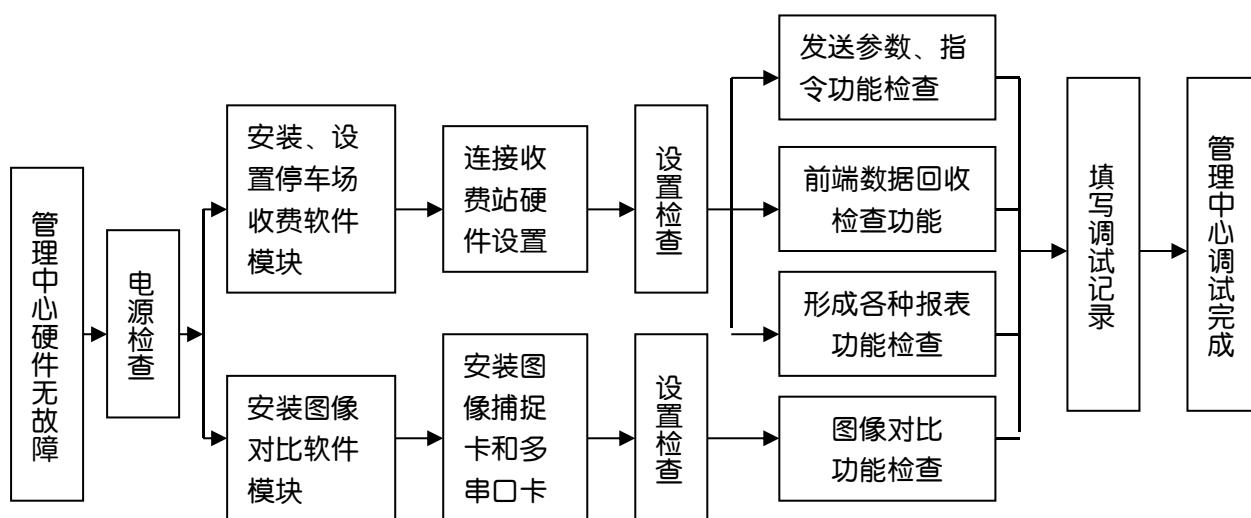 管理中心硬件无故障
电源检查
安装、设
置停车场
收费软件
模块
连接收
费站硬
件设置
设置检查
发送参数、指
令功能检查
前端数据回收
检查功能
形成各种报表
功能检查
安装图像
对比软件
模块
安装图
像捕捉
卡和多
串口卡
设置检查
图像对比
功能检查
填写调试记录
管理中心调试完成